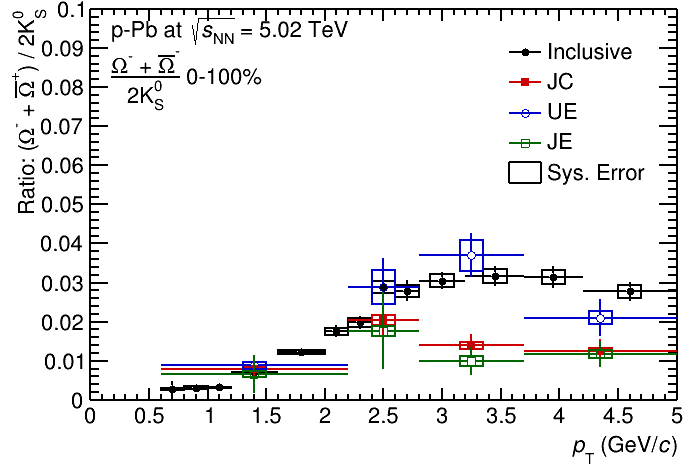 0.1
0.09
0.08
0.07
0.06
0.05
0.04
0.03
0.02
0.01
0
Ratio: (Ω⁻ + Ω̅⁺) / 2K⁰_S
p-Pb at √s_NN = 5.02 TeV
Ω⁻ + Ω̅⁻
2K⁰_S
0-100%
Inclusive
JC
UE
JE
Sys. Error
0 0.5 1 1.5 2 2.5 3 3.5 4 4.5 5
p_T (GeV/c)